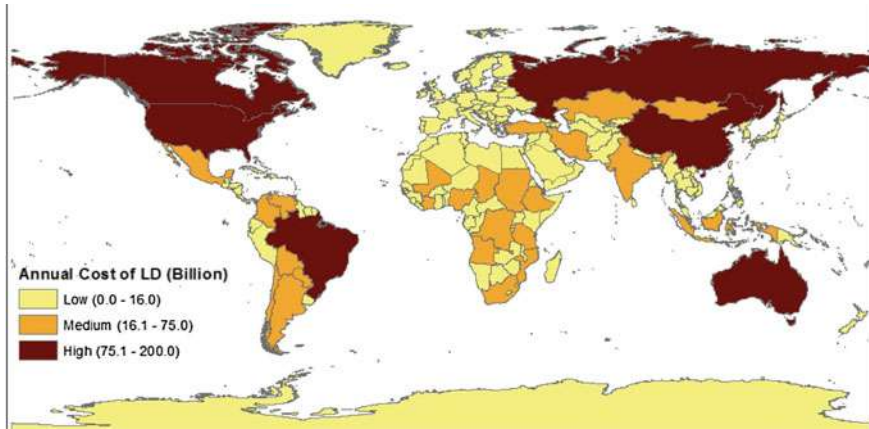 Annual Cost of LD (Billion)
Low (0.0 - 16.0)
Medium (16.1 - 75.0)
High (75.1 - 200.0)